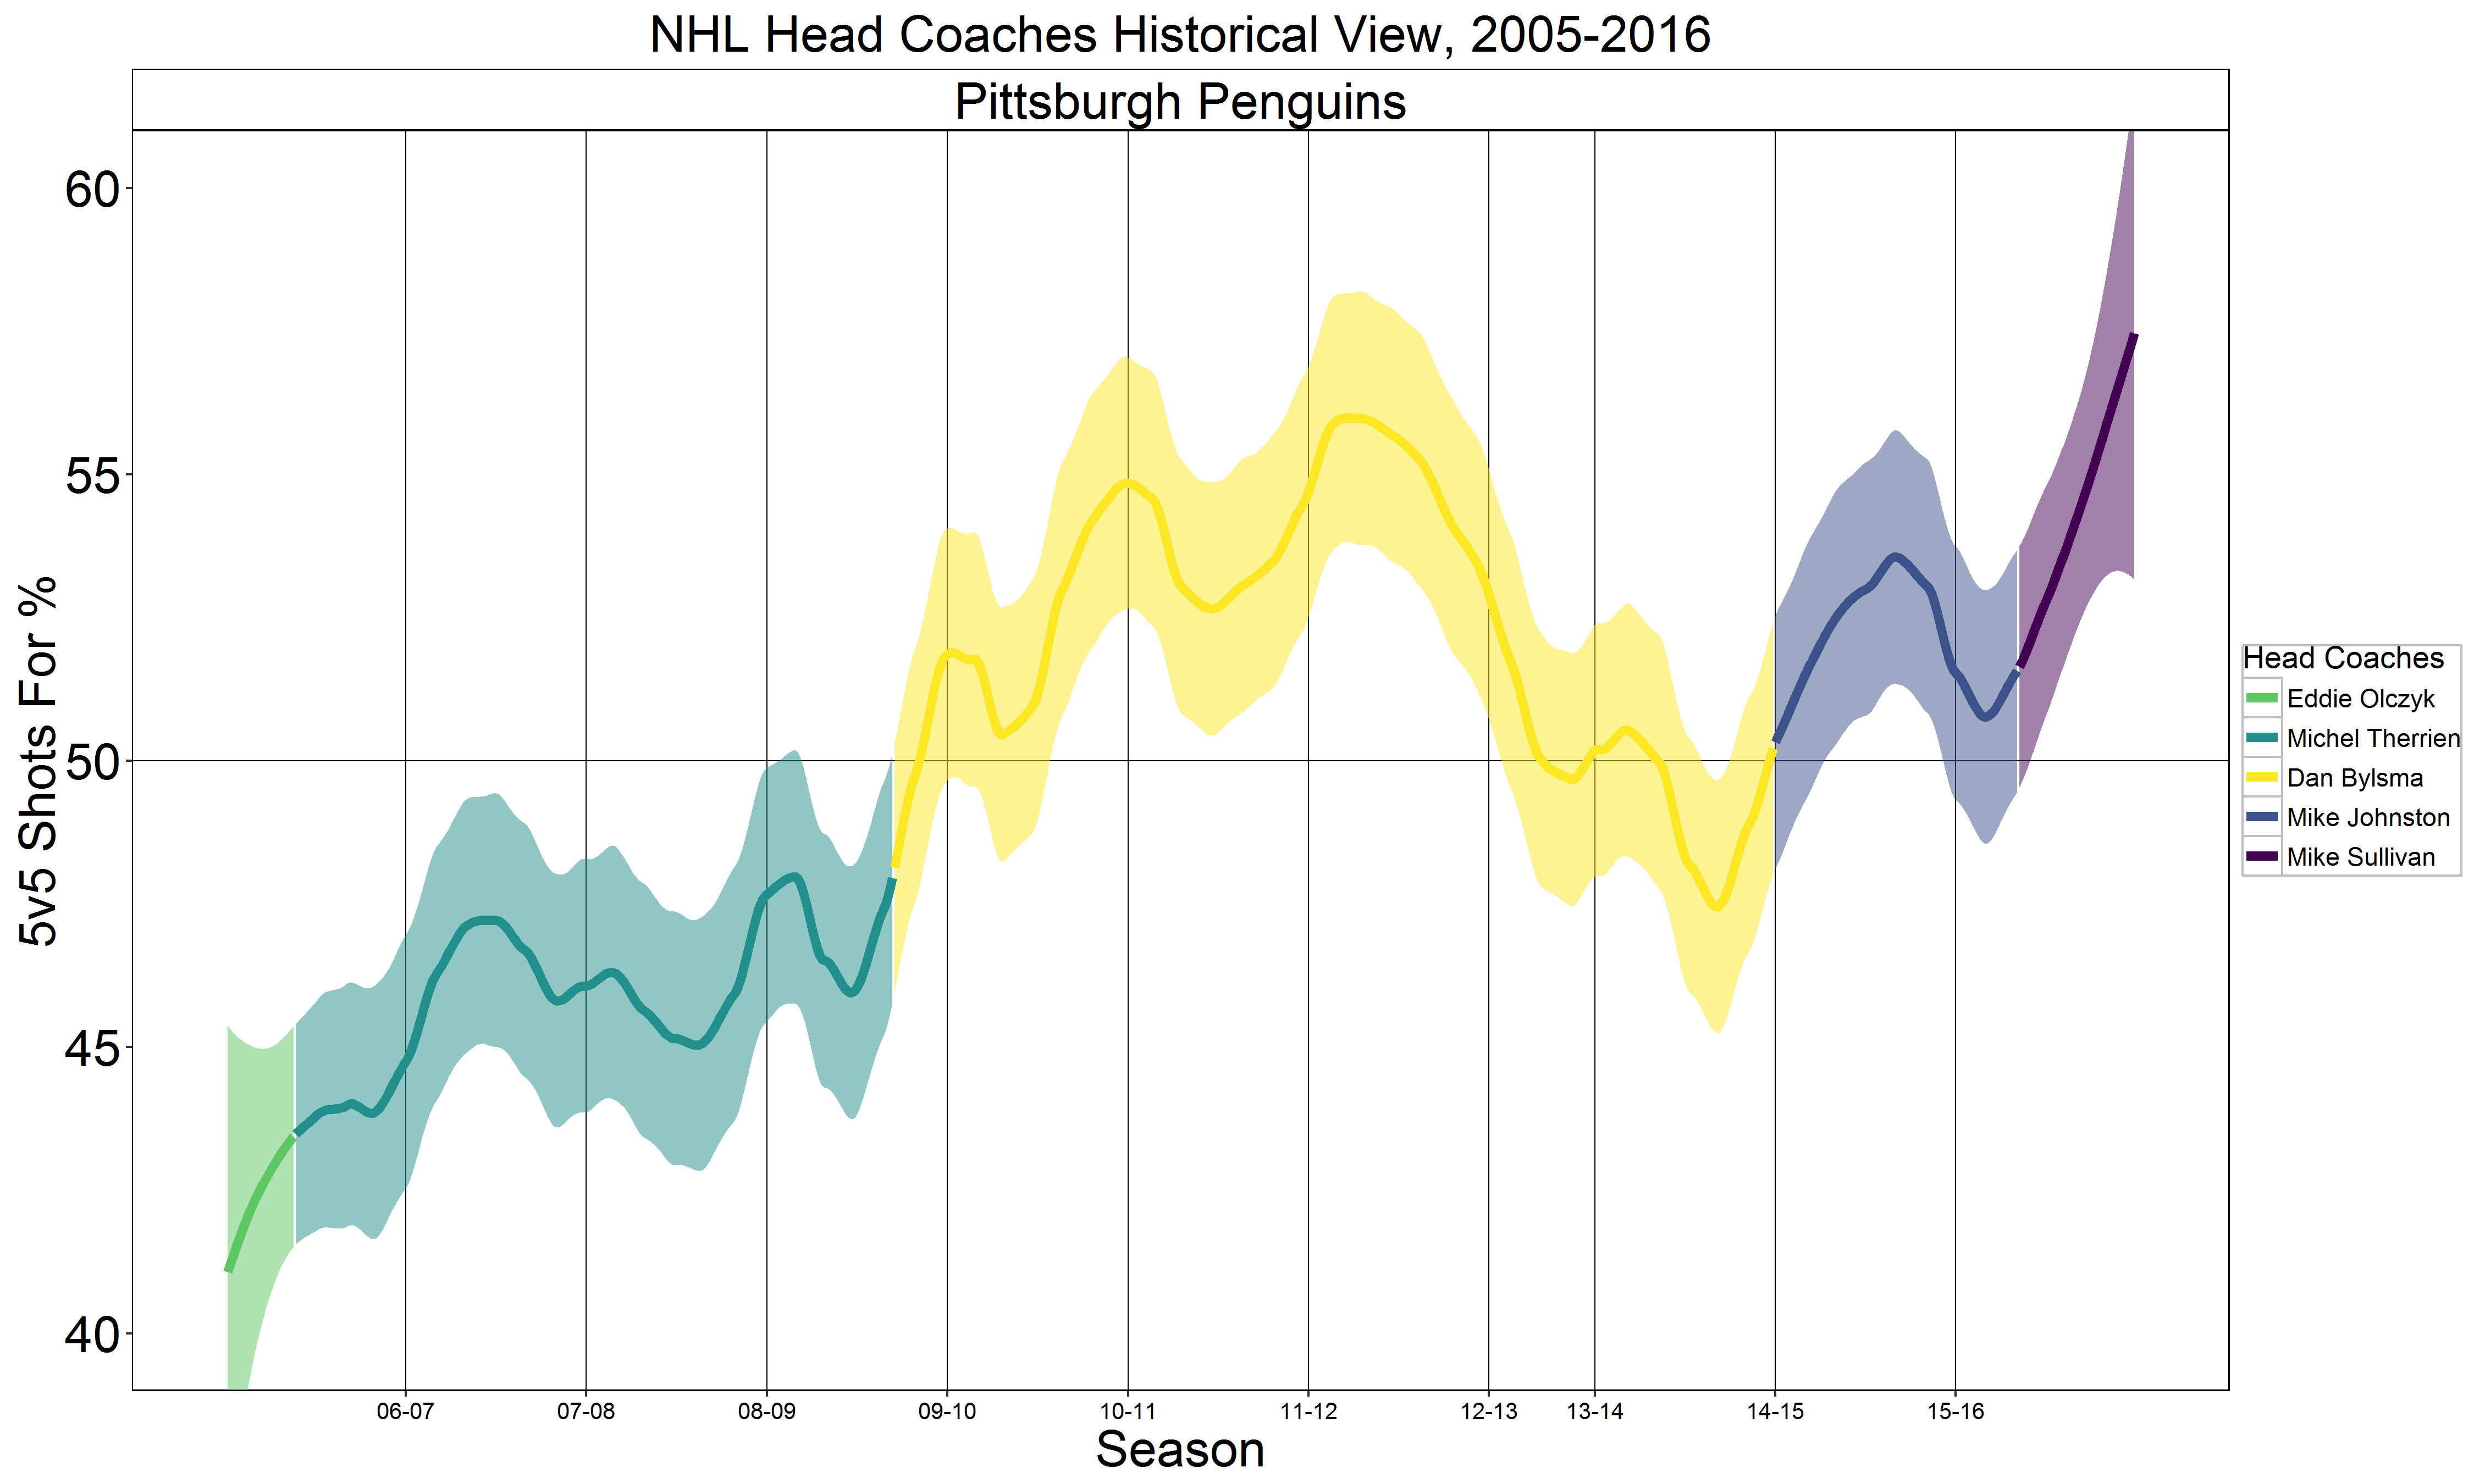 NHL Head Coaches Historical View, 2005-2016
Pittsburgh Penguins
5v5 Shots For %
60
55
50
45
40
06-07 07-08 08-09 09-10 10-11 11-12 12-13 13-14 14-15 15-16
Season
Head Coaches
Eddie Olczyk
Michel Therrien
Dan Bylsma
Mike Johnston
Mike Sullivan